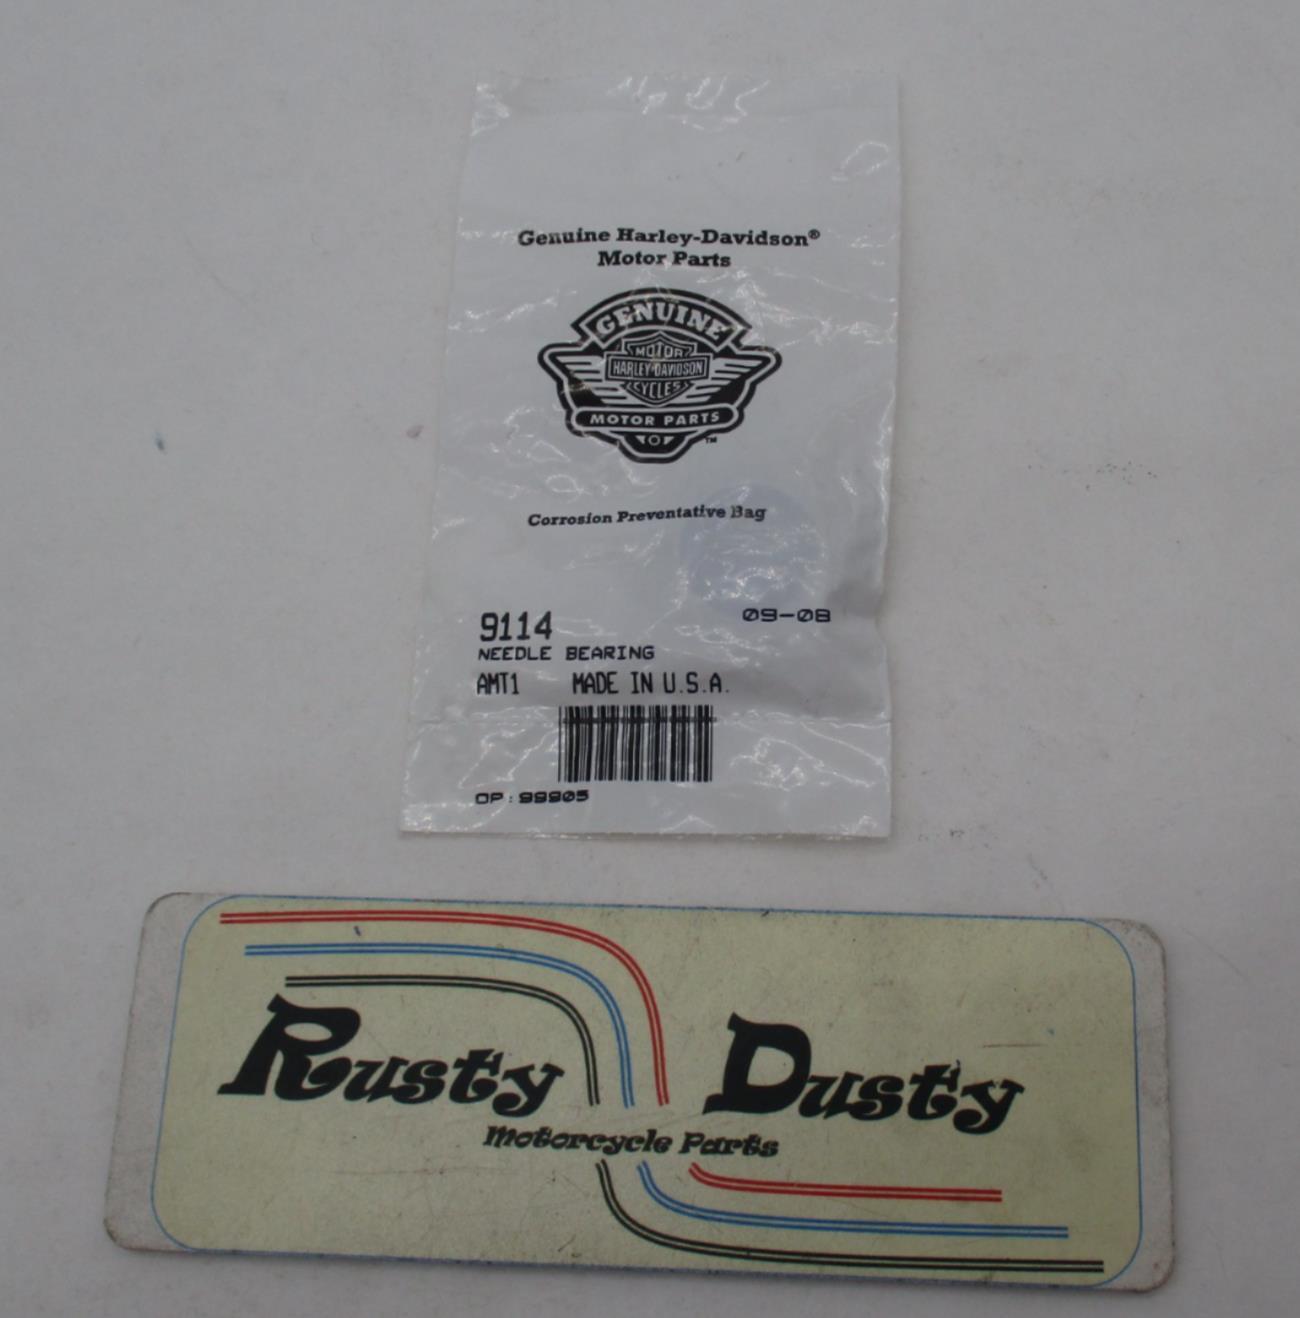 Genuine Harley-Davidson®
Motor Parts
GENUINE
MOTOR
HARLEY-DAVIDSON
CYCLES
MOTOR PARTS
™
Corrosion Preventative Bag
9114
09-08
NEEDLE BEARING
AMT1 MADE IN U.S.A.
OP: 99905
Rusty Dusty
Motorcycle Parts